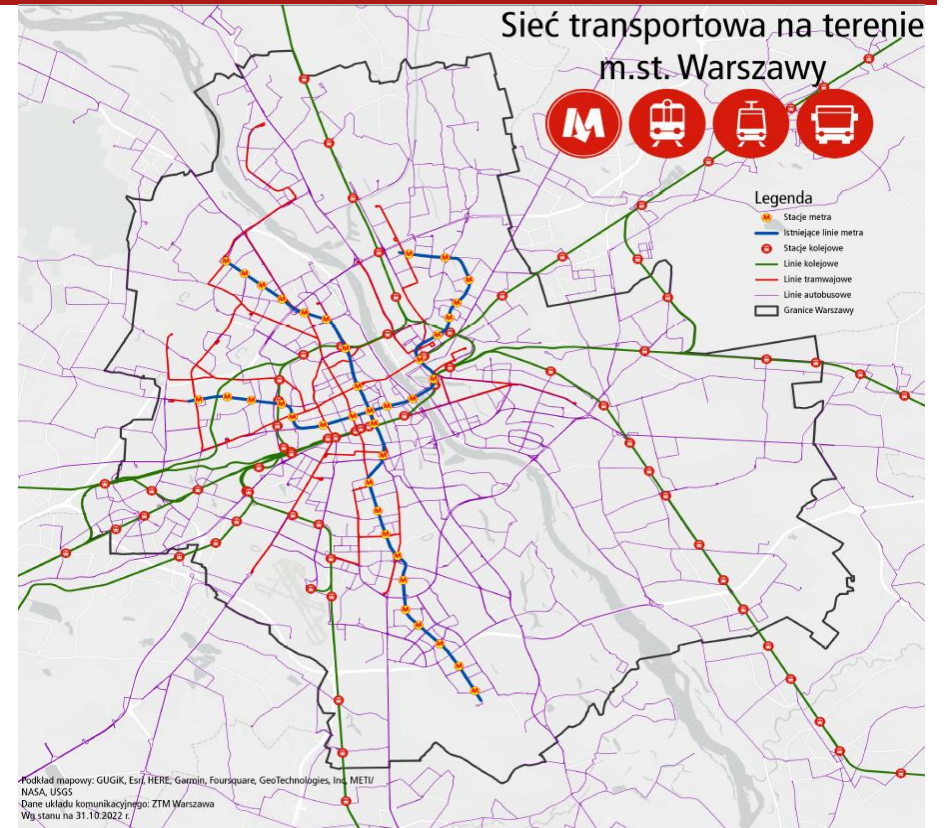 Sieć transportowa na terenie
m.st. Warszawy
Legenda
Stacje metra
Istniejące linie metra
Stacje kolejowe
Linie kolejowe
Linie tramwajowe
Linie autobusowe
Granice Warszawy
Podkład mapowy: GUGiK, Esri, HERE, Garmin, Foursquare, GeoTechnologies, Inc, METI/
NASA, USGS
Dane układu komunikacyjnego: ZTM Warszawa
Wg stanu na 31.10.2022 r.